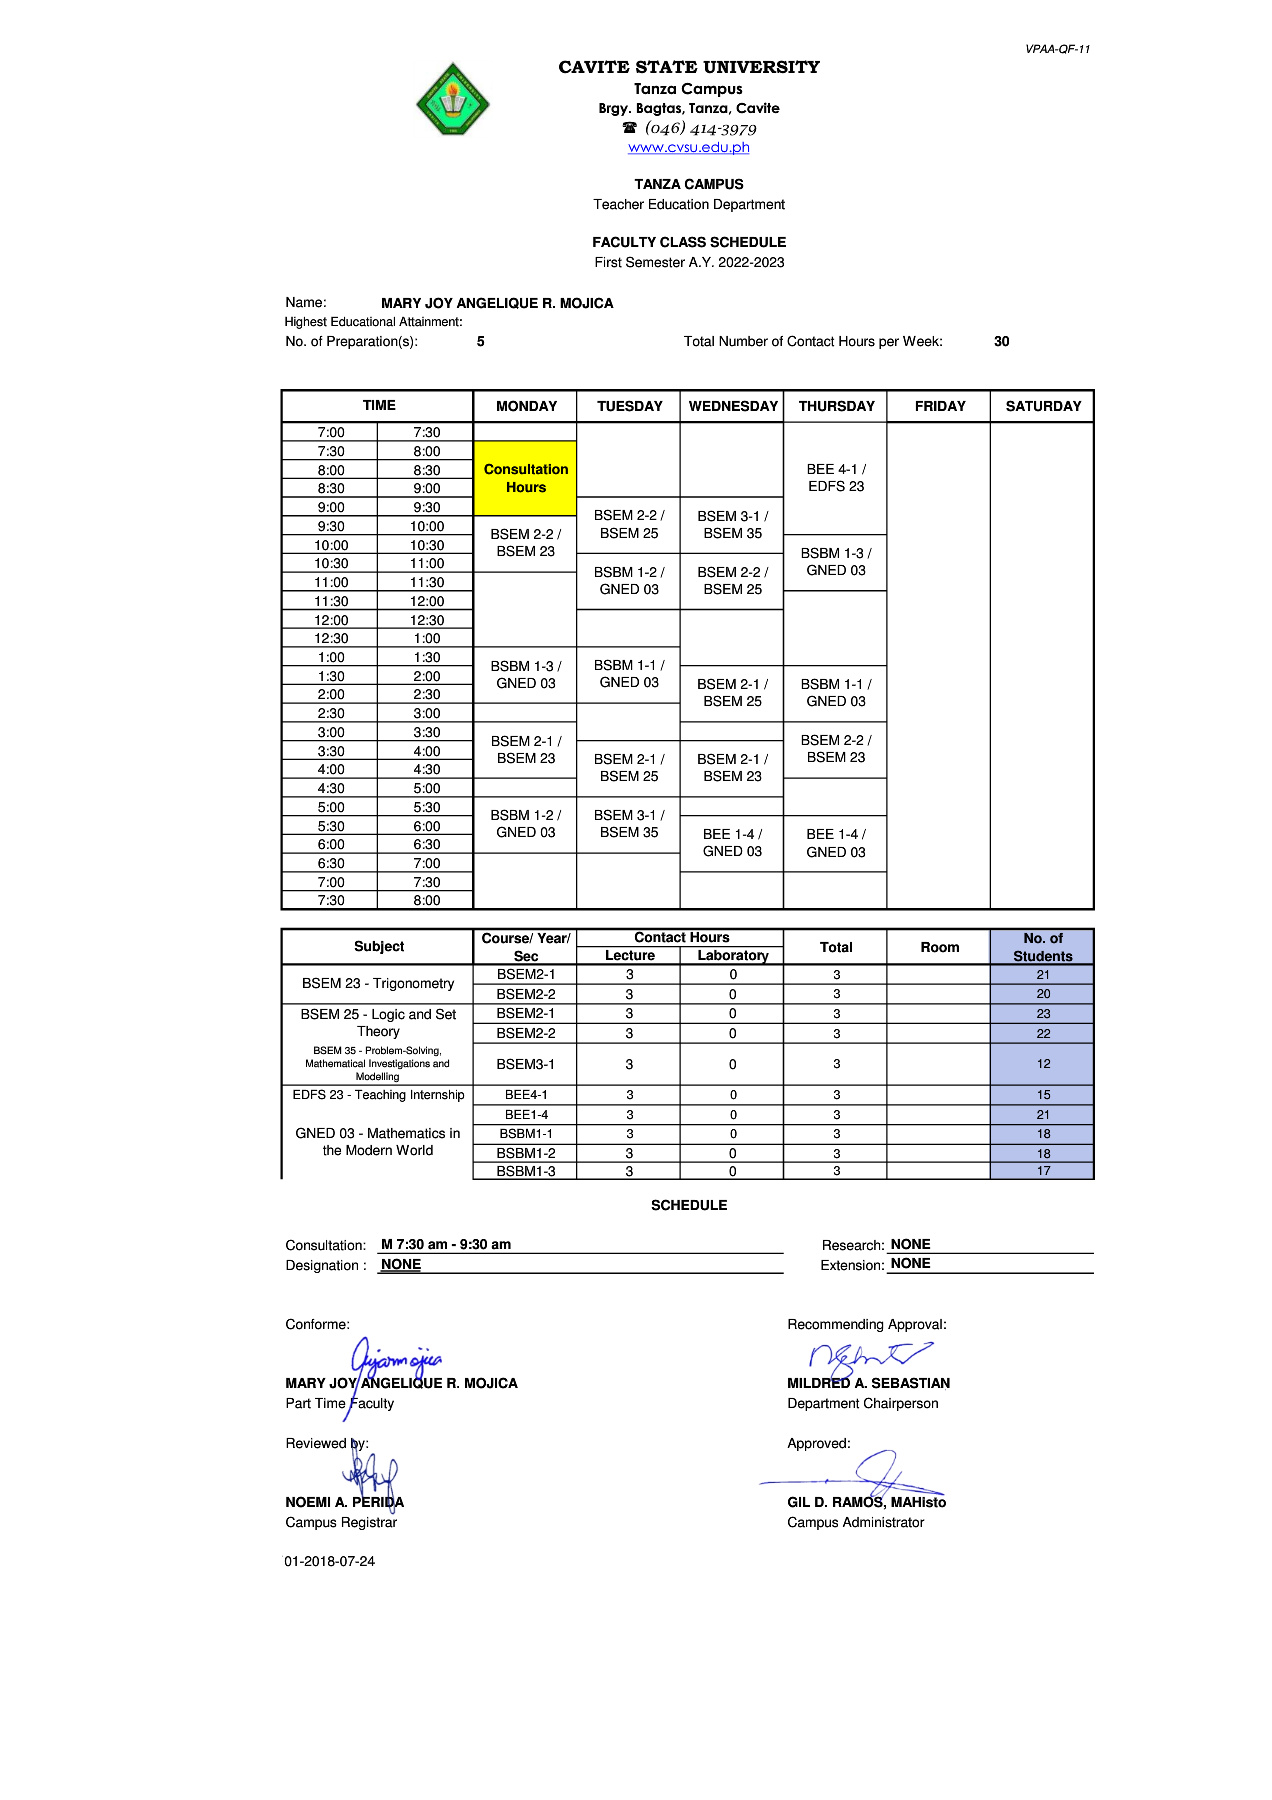 VPAA-QF-11
CAVITE STATE UNIVERSITY
Tanza Campus
Brgy. Bagtas, Tanza, Cavite
☎ (046) 414-3979
www.cvsu.edu.ph
TANZA CAMPUS
Teacher Education Department
FACULTY CLASS SCHEDULE
First Semester A.Y. 2022-2023
Name: MARY JOY ANGELIQUE R. MOJICA
Highest Educational Attainment:
No. of Preparation(s): 5 Total Number of Contact Hours per Week: 30
TIME MONDAY TUESDAY WEDNESDAY THURSDAY FRIDAY SATURDAY
7:00 7:30
7:30 8:00
8:00 8:30
8:30 9:00
9:00 9:30
9:30 10:00
10:00 10:30
10:30 11:00
11:00 11:30
11:30 12:00
12:00 12:30
12:30 1:00
1:00 1:30
1:30 2:00
2:00 2:30
2:30 3:00
3:00 3:30
3:30 4:00
4:00 4:30
4:30 5:00
5:00 5:30
5:30 6:00
6:00 6:30
6:30 7:00
7:00 7:30
7:30 8:00
Consultation
Hours
BSEM 2-2 /
BSEM 23
BSBM 1-3 /
GNED 03
BSEM 2-1 /
BSEM 23
BSBM 1-2 /
GNED 03
BSEM 2-2 /
BSEM 25
BSBM 1-2 /
GNED 03
BSBM 1-1 /
GNED 03
BSEM 2-1 /
BSEM 25
BSEM 3-1 /
BSEM 35
BSEM 3-1 /
BSEM 35
BSEM 2-2 /
BSEM 25
BSEM 2-1 /
BSEM 25
BSEM 2-1 /
BSEM 23
BEE 1-4 /
GNED 03
BEE 4-1 /
EDFS 23
BSBM 1-3 /
GNED 03
BSBM 1-1 /
GNED 03
BSEM 2-2 /
BSEM 23
BEE 1-4 /
GNED 03
Subject
Course/ Year/
Sec
Contact Hours
Lecture Laboratory
Total
Room
No. of
Students
BSEM 23 - Trigonometry
BSEM2-1 3 0 3 21
BSEM2-2 3 0 3 20
BSEM 25 - Logic and Set
Theory
BSEM2-1 3 0 3 23
BSEM2-2 3 0 3 22
BSEM 35 - Problem-Solving,
Mathematical Investigations and
Modelling
BSEM3-1 3 0 3 12
EDFS 23 - Teaching Internship BEE4-1 3 0 3 15
GNED 03 - Mathematics in
the Modern World
BEE1-4 3 0 3 21
BSBM1-1 3 0 3 18
BSBM1-2 3 0 3 18
BSBM1-3 3 0 3 17
SCHEDULE
Consultation: M 7:30 am - 9:30 am Research: NONE
Designation : NONE Extension: NONE
Conforme: Recommending Approval:
MARY JOY ANGELIQUE R. MOJICA MILDRED A. SEBASTIAN
Part Time Faculty Department Chairperson
Reviewed by: Approved:
NOEMI A. PERIDA GIL D. RAMOS, MAHisto
Campus Registrar Campus Administrator
01-2018-07-24